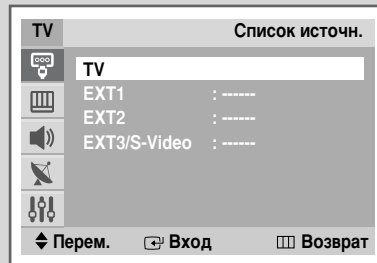 TV Список источн.
TV
EXT1 : ------
EXT2 : ------
EXT3/S-Video : ------
Перем. Вход Возврат